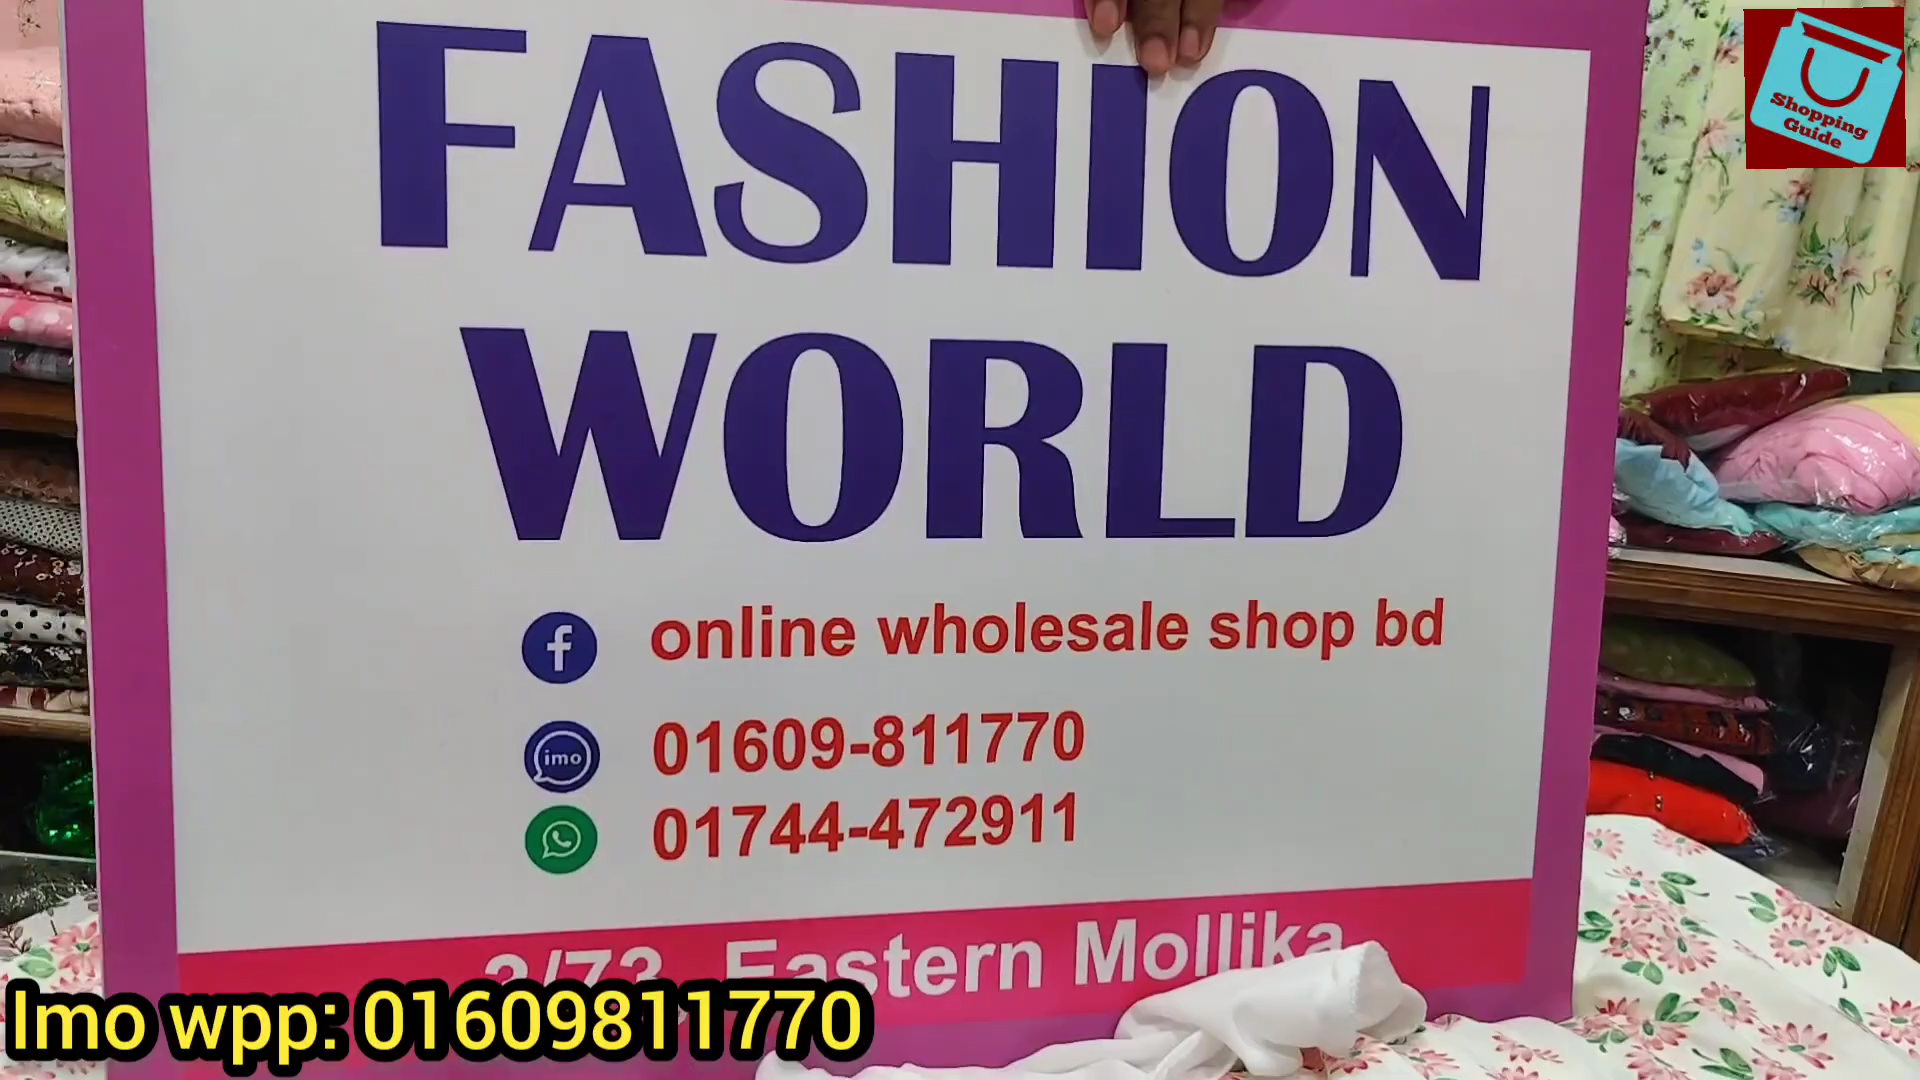 FASHION
WORLD
Shopping
Guide
online wholesale shop bd
imo 01609-811770
01744-472911
Eastern Mollika
Imo wpp: 01609811770